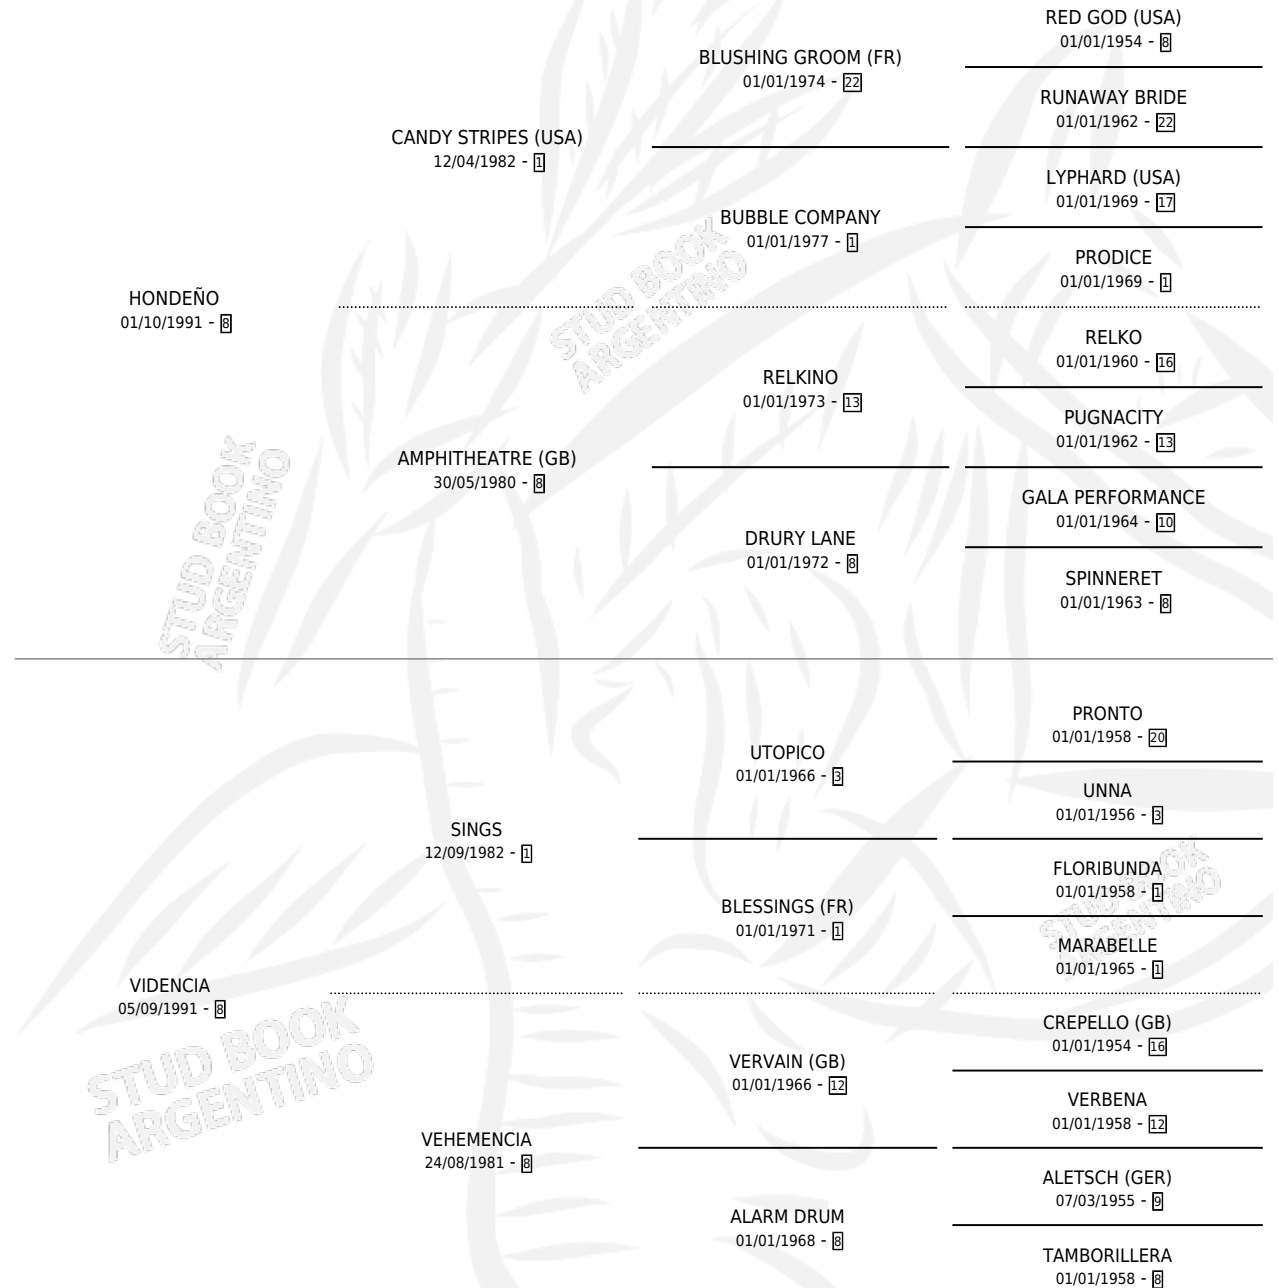 RED GOD (USA)
01/01/1954 - 8
BLUSHING GROOM (FR)
01/01/1974 - 22
RUNAWAY BRIDE
01/01/1962 - 22
CANDY STRIPES (USA)
12/04/1982 - 1
LYPHARD (USA)
01/01/1969 - 17
BUBBLE COMPANY
01/01/1977 - 1
PRODICE
01/01/1969 - 1
HONDEÑO
01/10/1991 - 8
RELKO
01/01/1960 - 16
RELKINO
01/01/1973 - 13
PUGNACITY
01/01/1962 - 13
AMPHITHEATRE (GB)
30/05/1980 - 8
GALA PERFORMANCE
01/01/1964 - 10
DRURY LANE
01/01/1972 - 8
SPINNERET
01/01/1963 - 8
PRONTO
01/01/1958 - 20
UTOPICO
01/01/1966 - 3
UNNA
01/01/1956 - 3
SINGS
12/09/1982 - 1
FLORIBUNDA
01/01/1958 - 1
BLESSINGS (FR)
01/01/1971 - 1
MARABELLE
01/01/1965 - 1
VIDENCIA
05/09/1991 - 8
CREPELLO (GB)
01/01/1954 - 16
VERVAIN (GB)
01/01/1966 - 12
VERBENA
01/01/1958 - 12
VEHEMENCIA
24/08/1981 - 8
ALETSCH (GER)
07/03/1955 - 9
ALARM DRUM
01/01/1968 - 8
TAMBORILLERA
01/01/1958 - 8
STUD BOOK
ARGENTINO
STUD BOOK
ARGENTINO
STUD BOOK
ARGENTINO
STUD BOOK
ARGENTINO